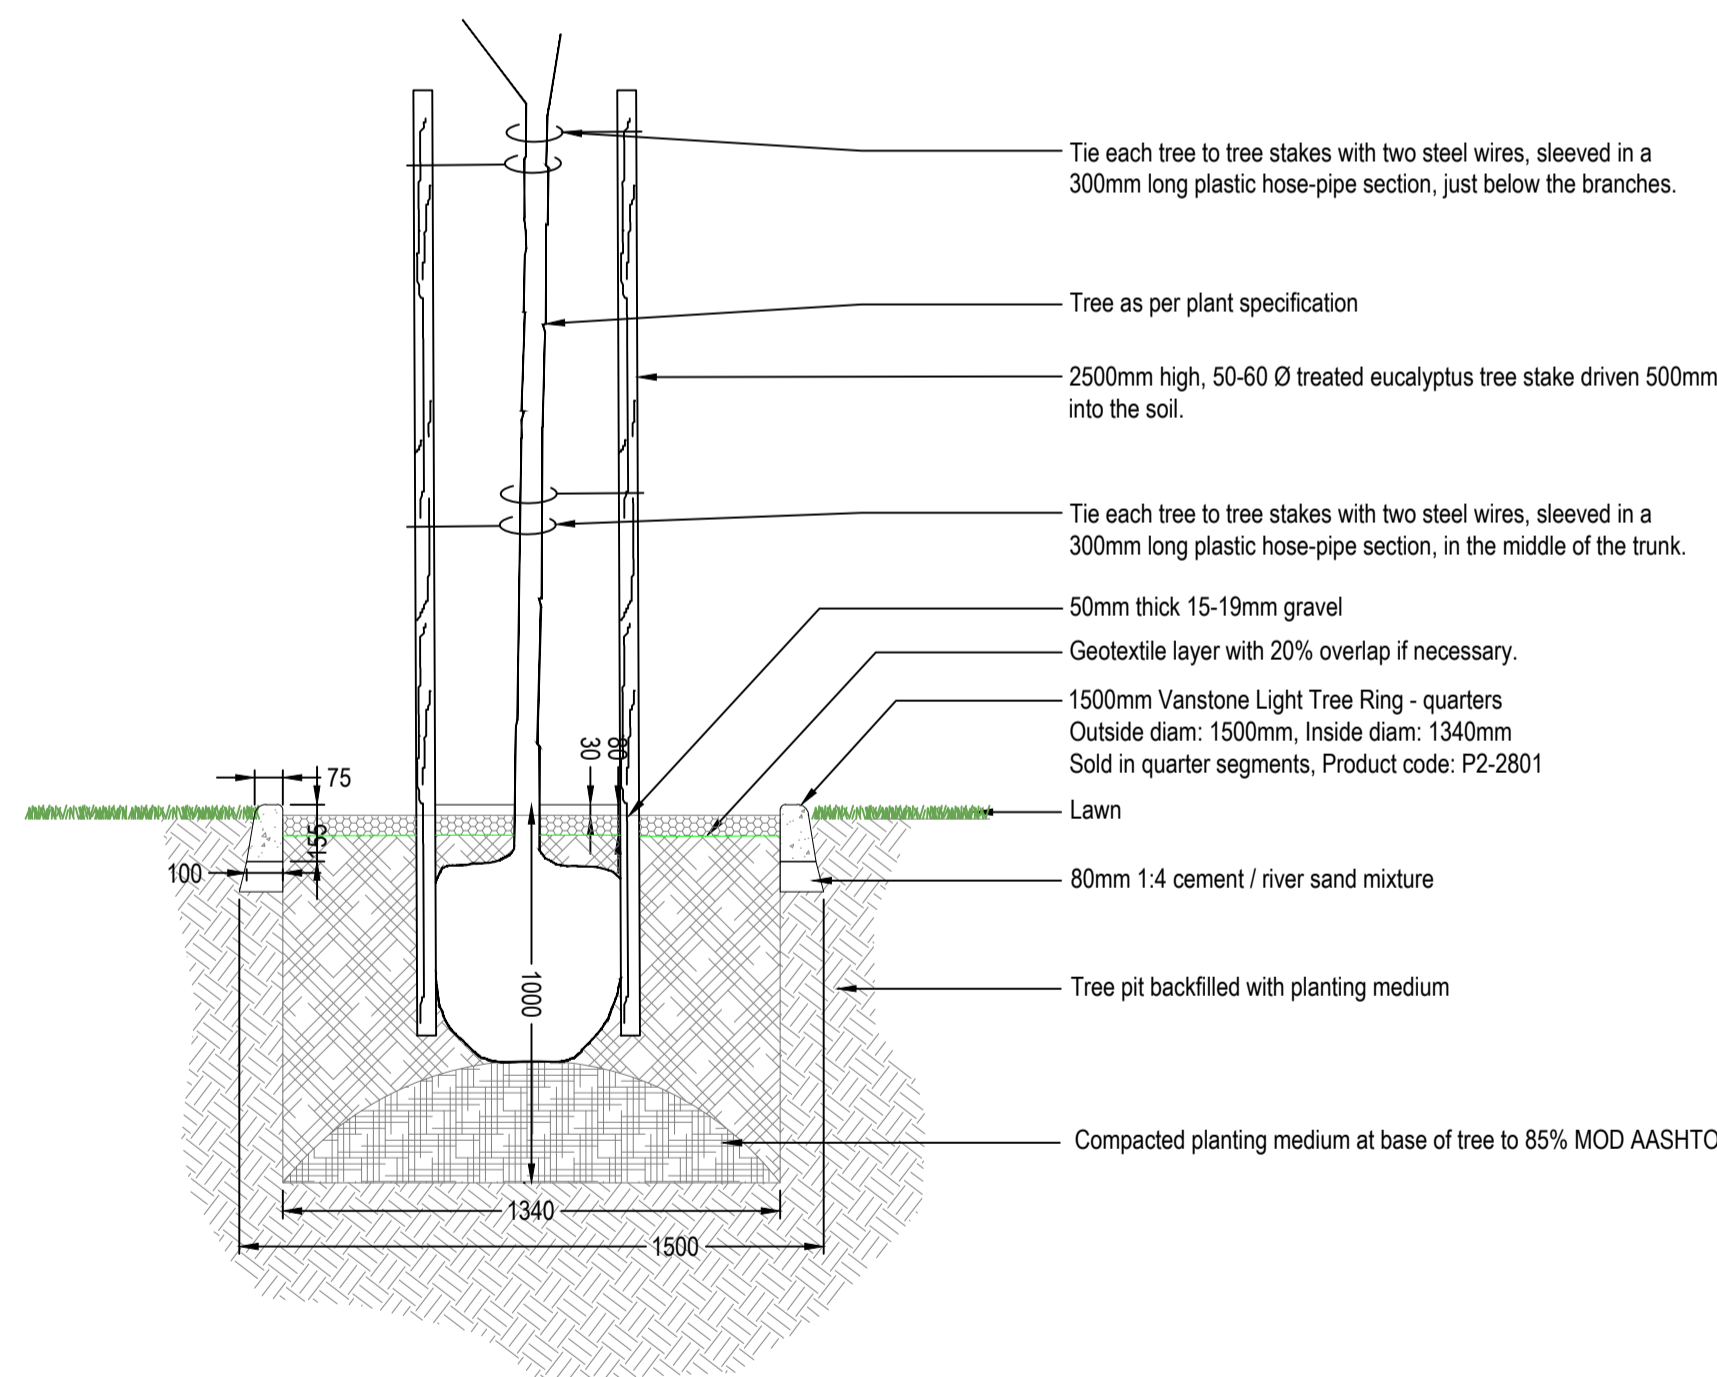 Tie each tree to tree stakes with two steel wires, sleeved in a
300mm long plastic hose-pipe section, just below the branches.
Tree as per plant specification
2500mm high, 50-60 Ø treated eucalyptus tree stake driven 500mm
into the soil.
Tie each tree to tree stakes with two steel wires, sleeved in a
300mm long plastic hose-pipe section, in the middle of the trunk.
50mm thick 15-19mm gravel
Geotextile layer with 20% overlap if necessary.
1500mm Vanstone Light Tree Ring - quarters
Outside diam: 1500mm, Inside diam: 1340mm
Sold in quarter segments, Product code: P2-2801
30
80
75
Lawn
155
100
80mm 1:4 cement / river sand mixture
1000
Tree pit backfilled with planting medium
Compacted planting medium at base of tree to 85% MOD AASHTO
1340
1500